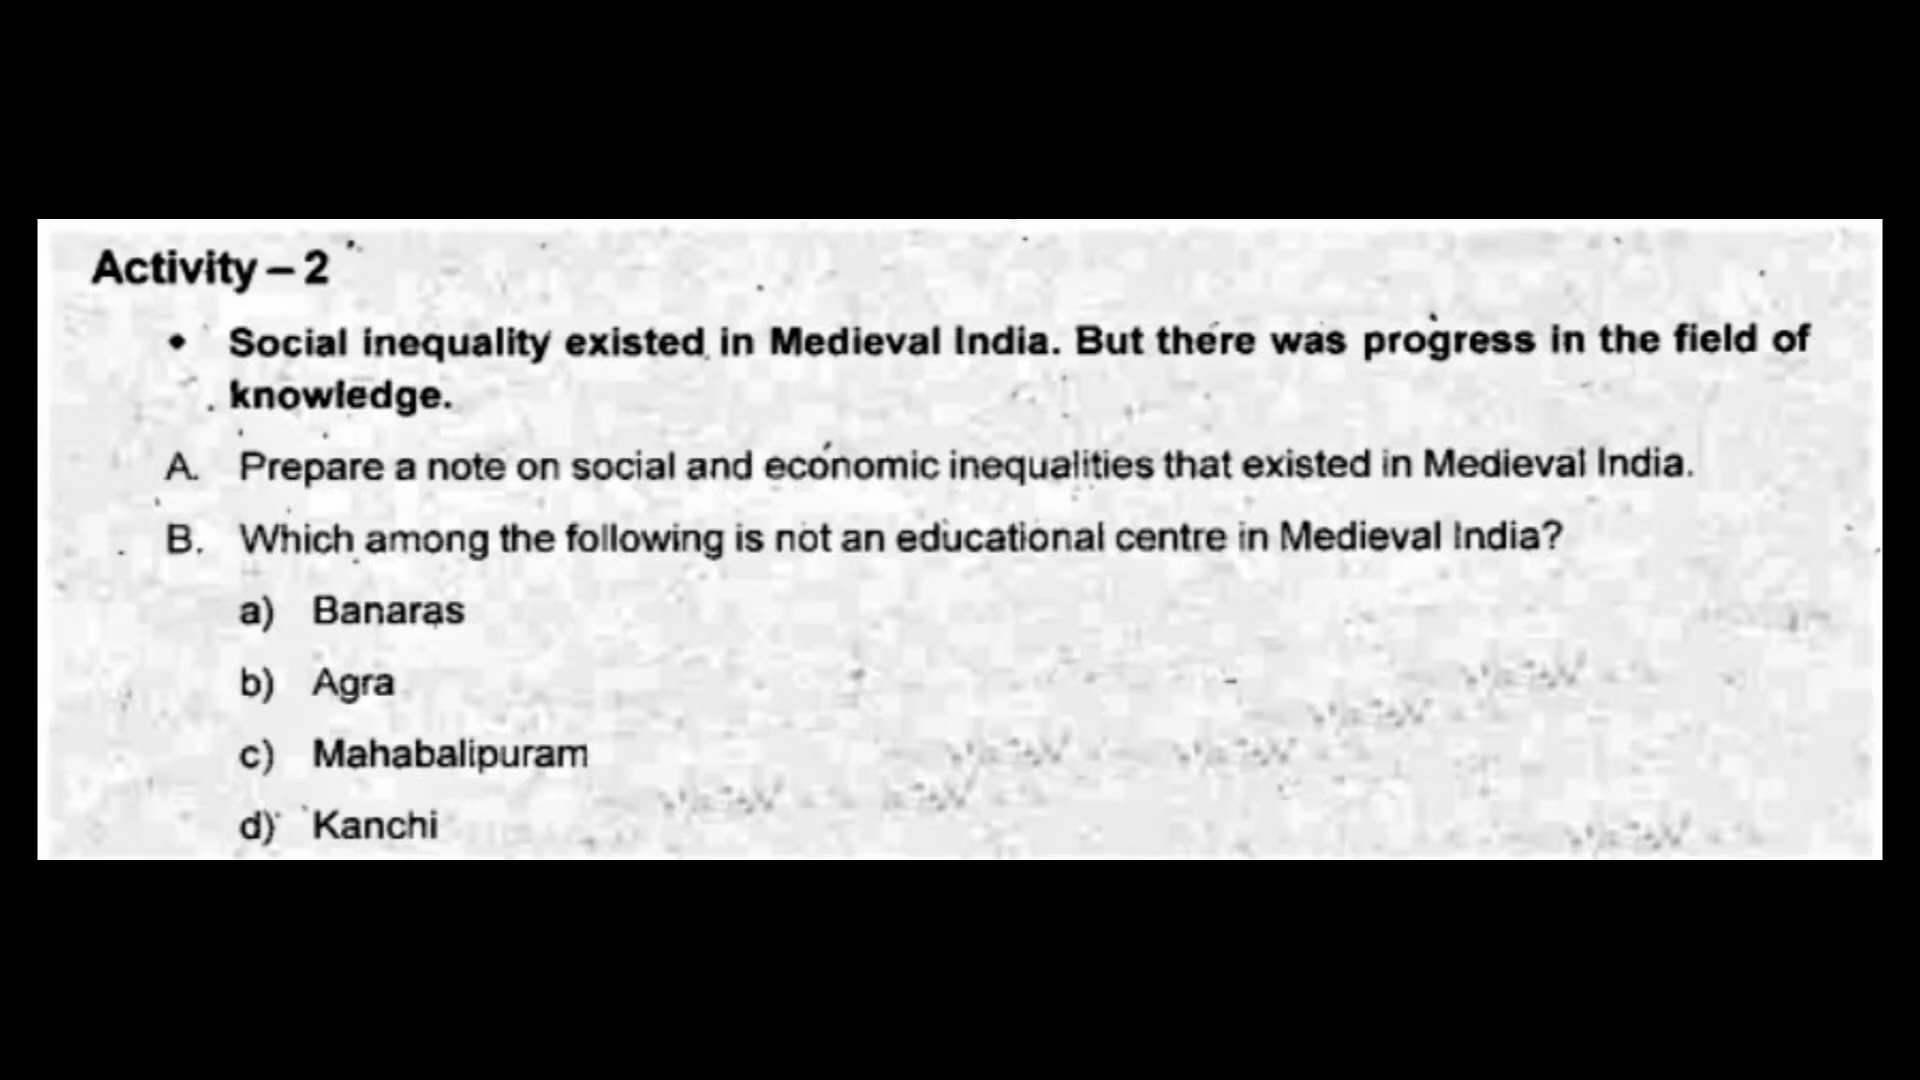 Activity – 2
• Social inequality existed in Medieval India. But there was progress in the field of
knowledge.
A. Prepare a note on social and economic inequalities that existed in Medieval India.
B. Which among the following is not an educational centre in Medieval India?
a) Banaras
b) Agra
c) Mahabalipuram
d) Kanchi